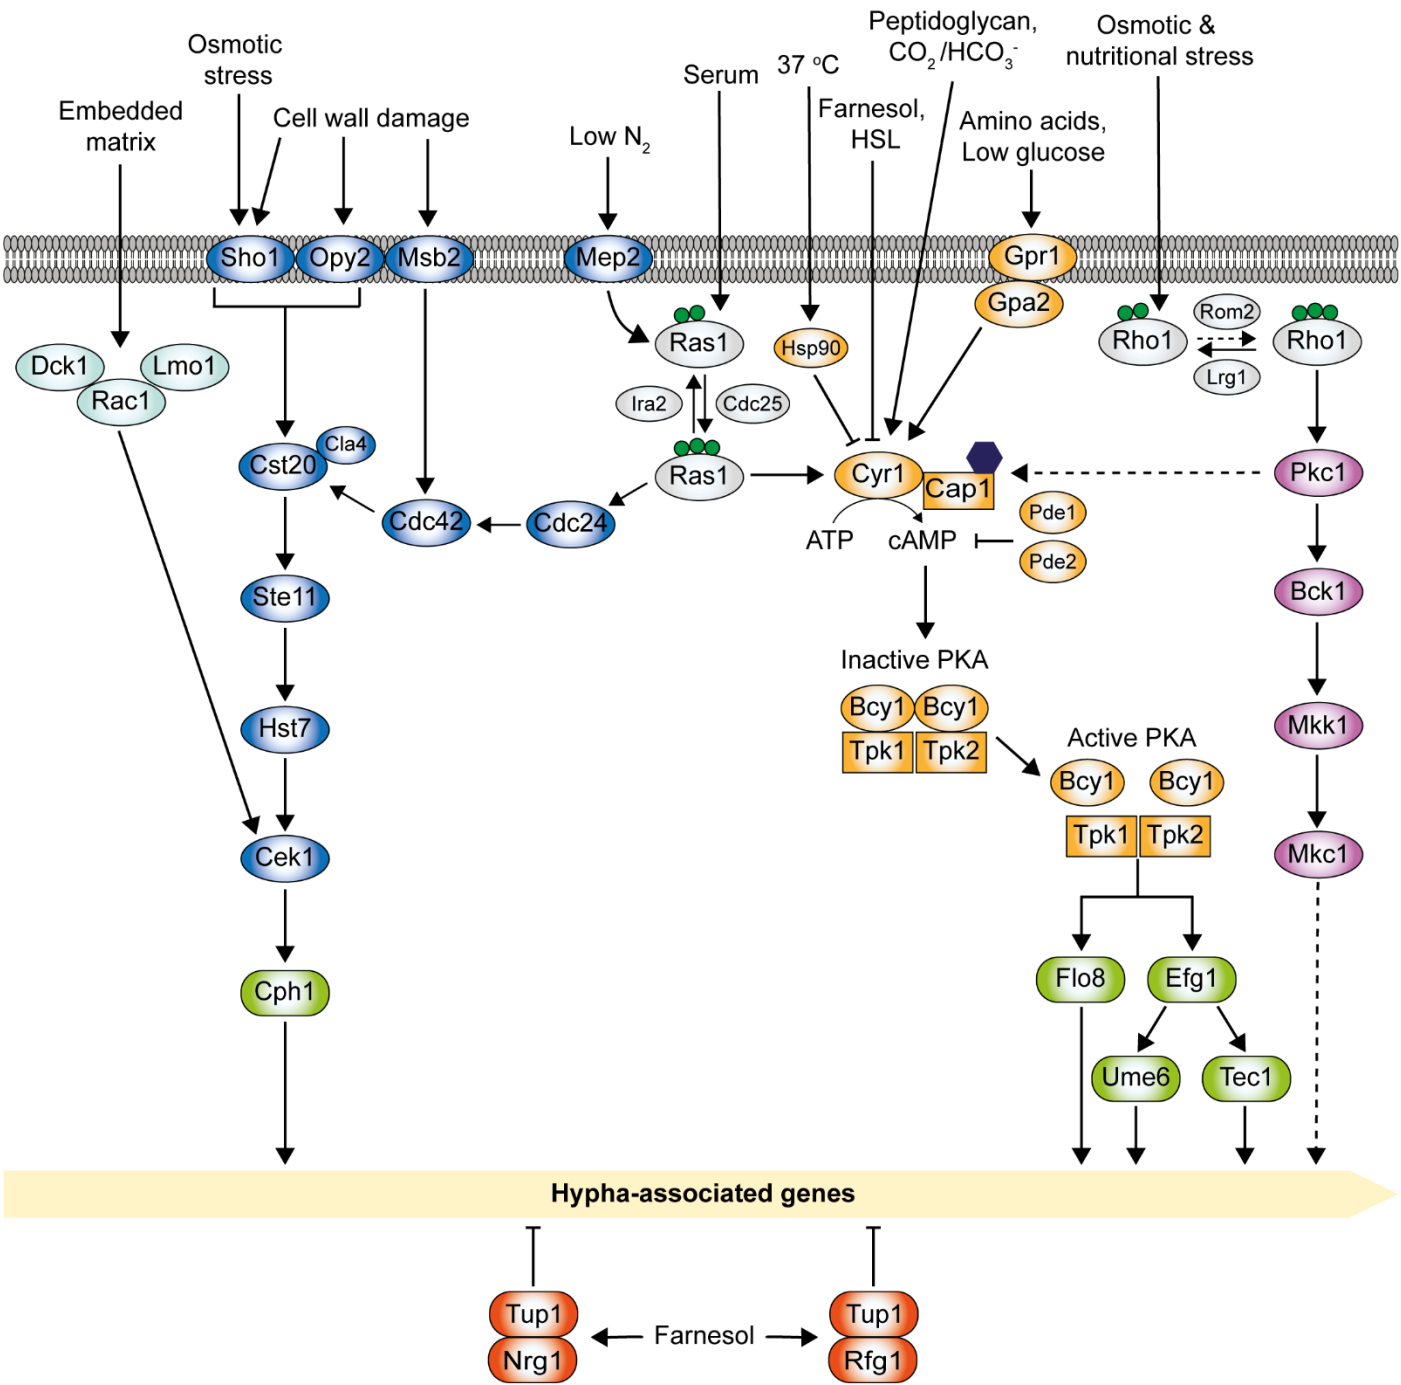 Osmotic
stress
Embedded
matrix
Cell wall damage
Low N2
Serum
37 ºC
Farnesol,
HSL
Peptidoglycan,
CO2/HCO3-
Amino acids,
Low glucose
Osmotic &
nutritional stress
Sho1
Opy2
Msb2
Mep2
Gpr1
Gpa2
Dck1
Lmo1
Rac1
Ras1
Hsp90
Rho1
Rom2
Lrg1
Rho1
Ira2
Cdc25
Cst20
Cla4
Cdc42
Cdc24
Ras1
Cyr1
Cap1
Pkc1
ATP
cAMP
Pde1
Pde2
Ste11
Bck1
Inactive PKA
Bcy1
Bcy1
Tpk1
Tpk2
Hst7
Mkk1
Active PKA
Bcy1
Bcy1
Tpk1
Tpk2
Cek1
Mkc1
Cph1
Flo8
Efg1
Ume6
Tec1
Hypha-associated genes
Tup1
Nrg1
Farnesol
Tup1
Rfg1